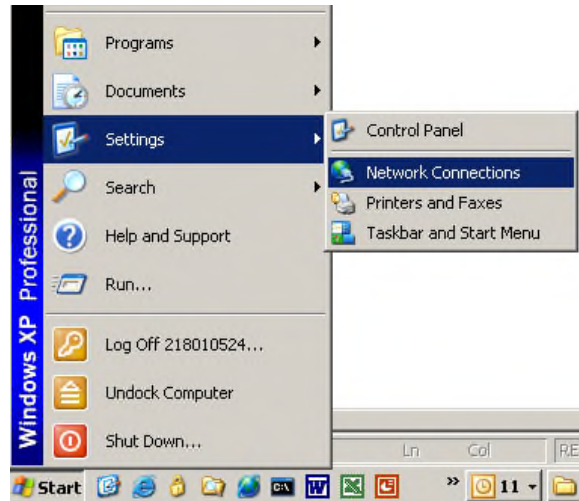 Programs
Documents
Settings
Search
Help and Support
Run...
Log Off 218010524...
Undock Computer
Shut Down...
Windows XP Professional
Control Panel
Network Connections
Printers and Faxes
Taskbar and Start Menu
Ln Col RE
Start » 11